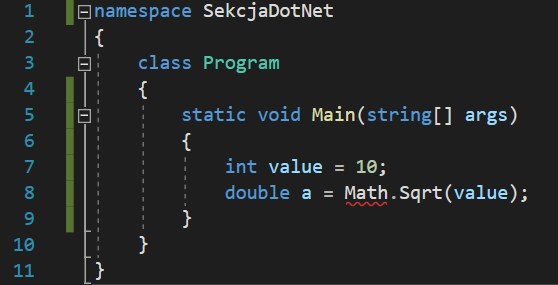 1 namespace SekcjaDotNet
2 {
3 class Program
4 {
5 static void Main(string[] args)
6 {
7 int value = 10;
8 double a = Math.Sqrt(value);
9 }
10 }
11 }